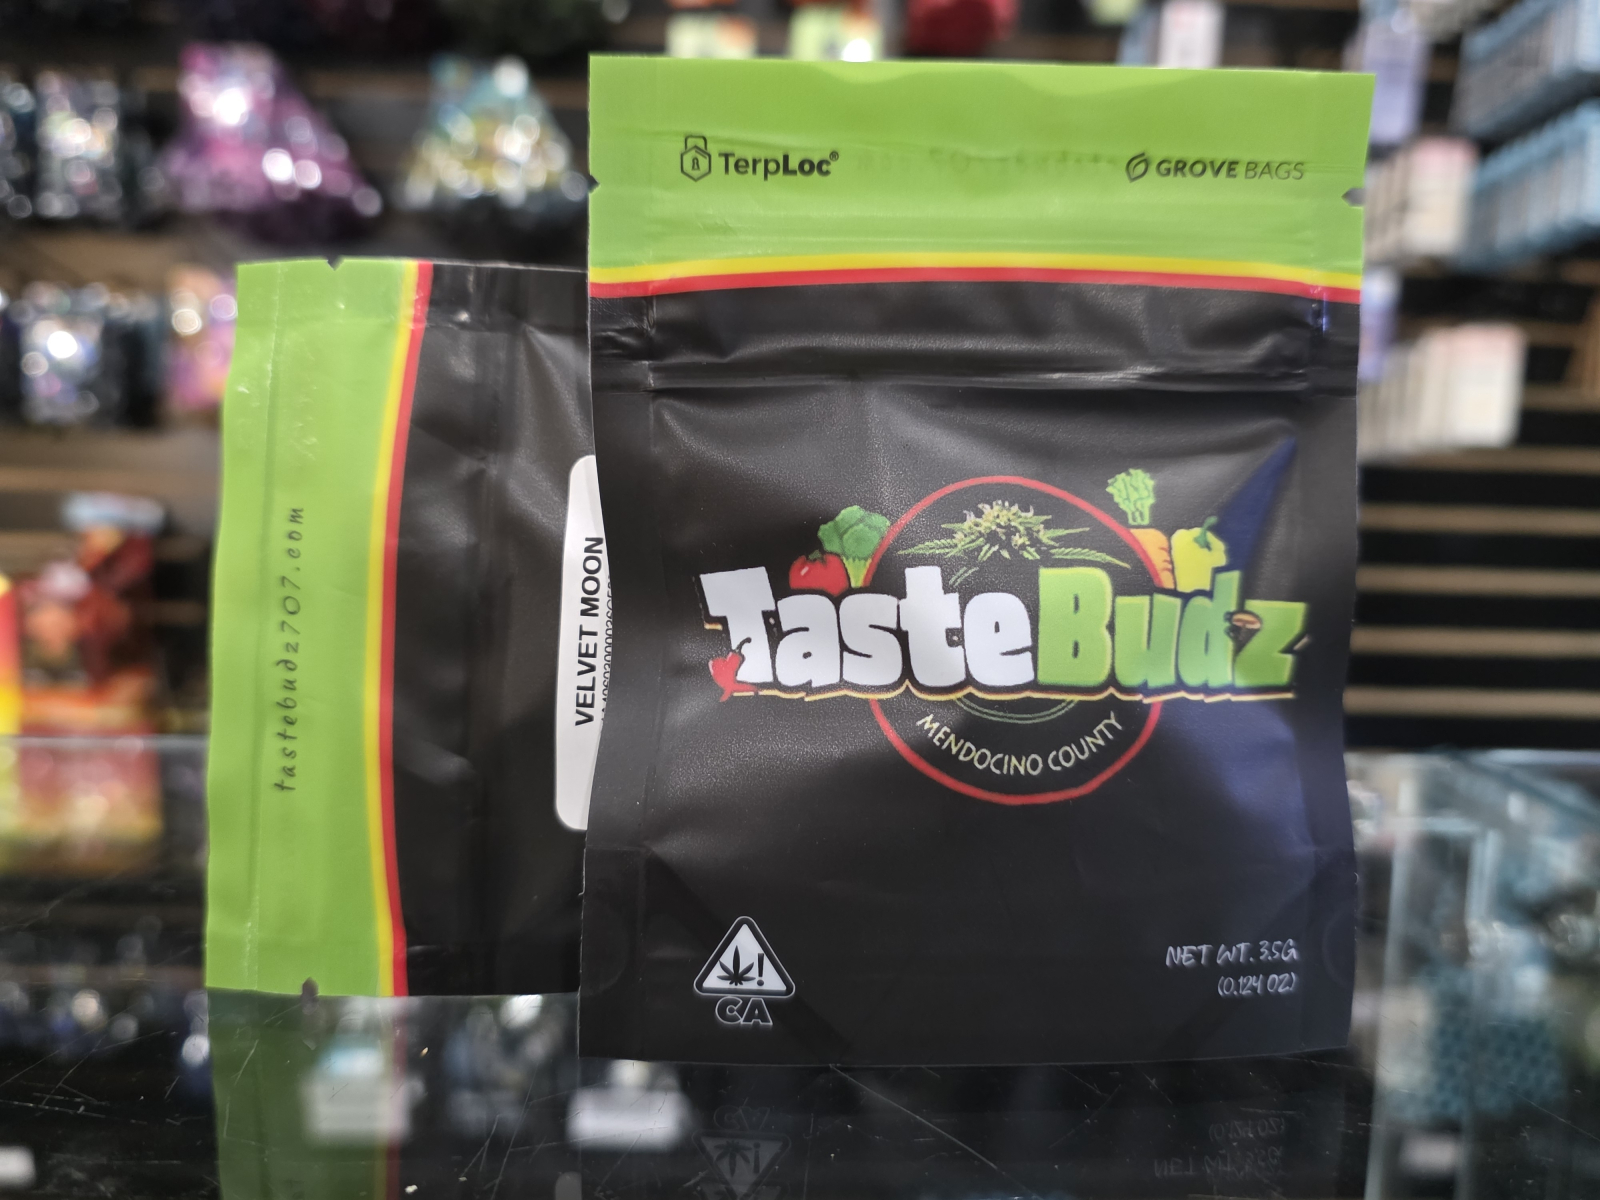 TerpLoc®
GROVE BAGS
TasteBudz
MENDOCINO COUNTY
CA
NET WT. 3.5G
(0.124 OZ)
tastebudz707.com
VELVET MOON